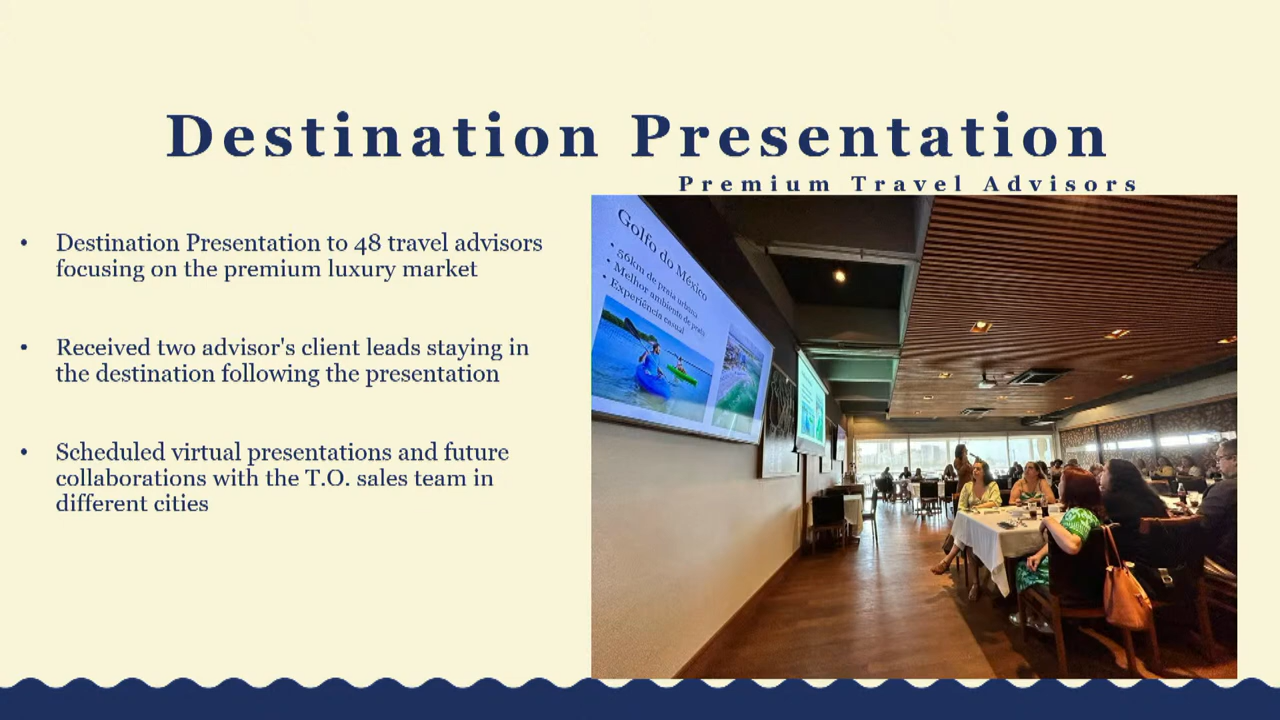 Destination Presentation
Premium Travel Advisors
• Destination Presentation to 48 travel advisors
focusing on the premium luxury market
• Received two advisor's client leads staying in
the destination following the presentation
• Scheduled virtual presentations and future
collaborations with the T.O. sales team in
different cities
Golfo do México
• 56km de praia urbana
• Melhor ambiente de praia
• Experiência casual